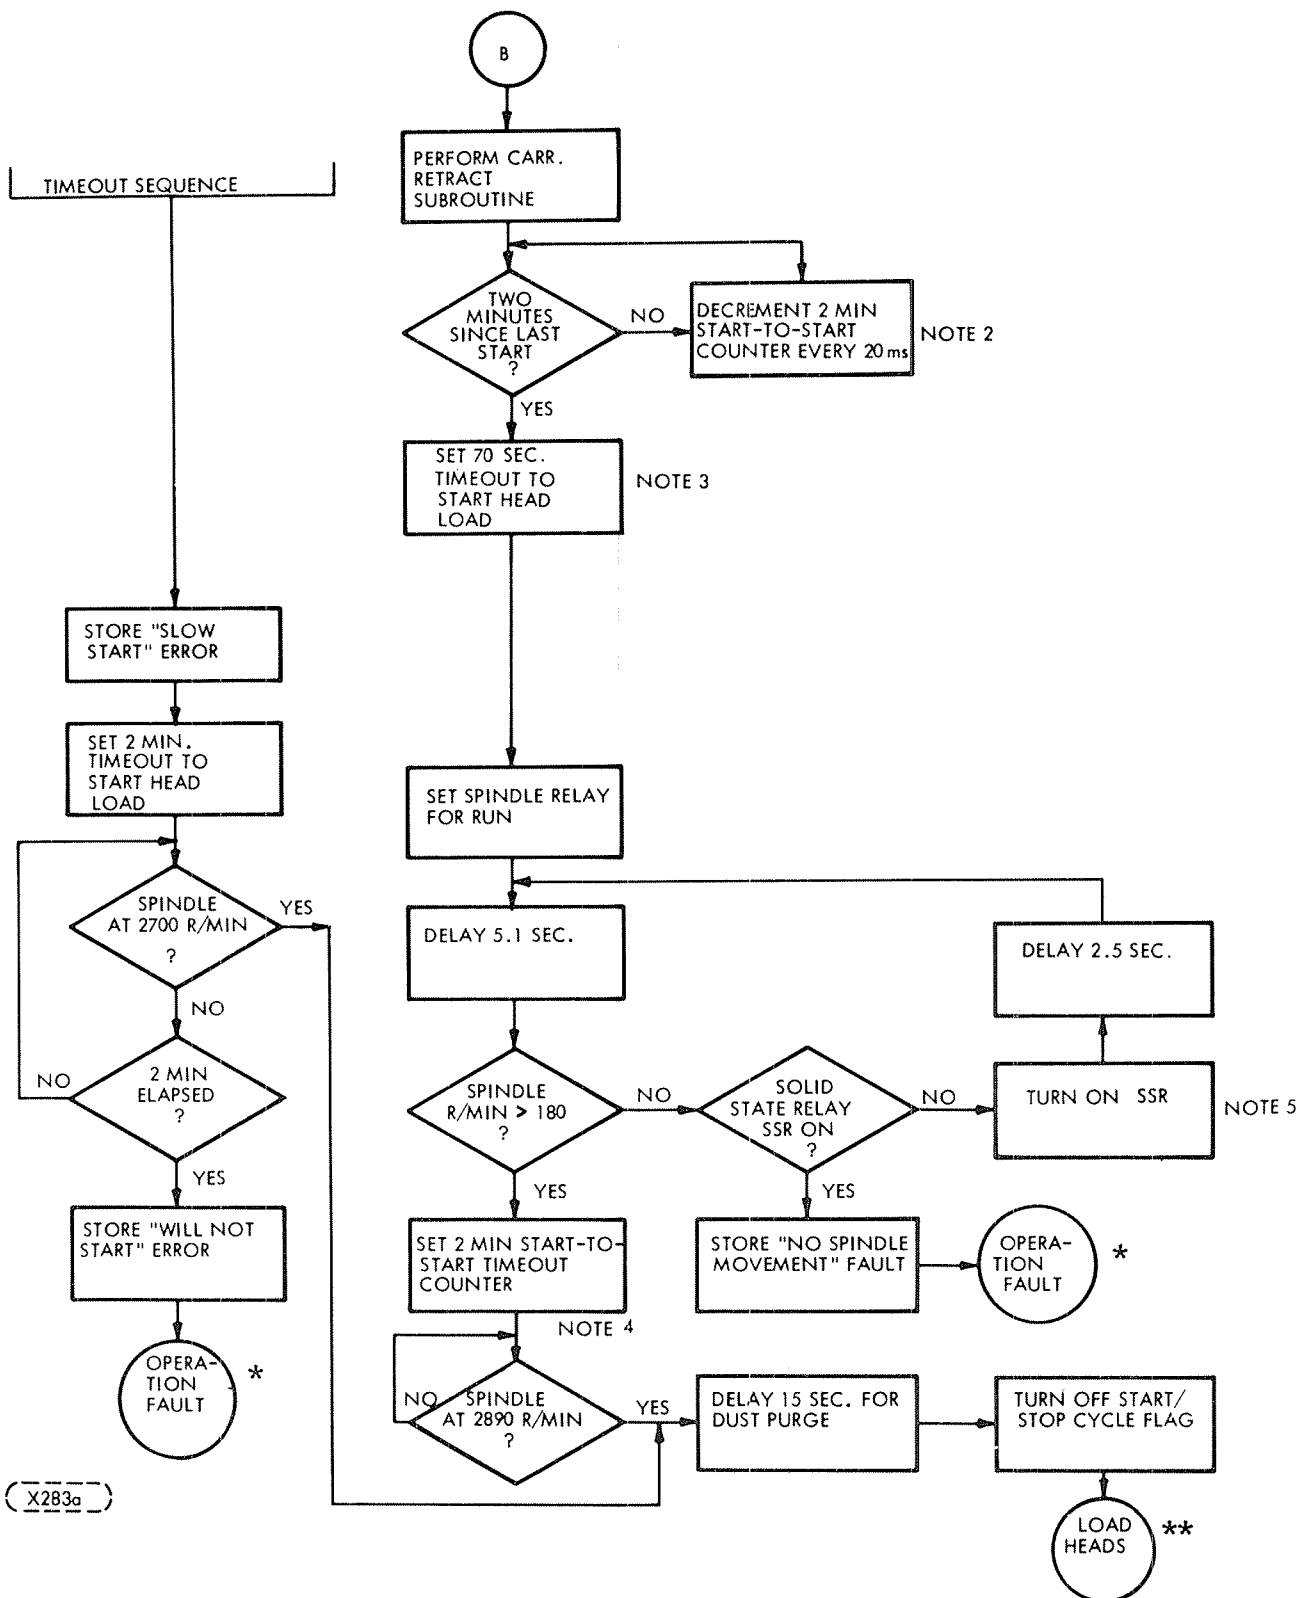 B
PERFORM CARR.
RETRACT
SUBROUTINE
TIMEOUT SEQUENCE
TWO
MINUTES
SINCE LAST
START
?
NO
DECREMENT 2 MIN
START-TO-START
COUNTER EVERY 20 ms
NOTE 2
YES
SET 70 SEC.
TIMEOUT TO
START HEAD
LOAD
NOTE 3
STORE "SLOW
START" ERROR
SET 2 MIN.
TIMEOUT TO
START HEAD
LOAD
SET SPINDLE RELAY
FOR RUN
SPINDLE
AT 2700 R/MIN
?
YES
NO
DELAY 5.1 SEC.
DELAY 2.5 SEC.
2 MIN
ELAPSED
?
NO
YES
SPINDLE
R/MIN > 180
?
NO
YES
SOLID
STATE RELAY
SSR ON
?
NO
YES
TURN ON SSR
NOTE 5
STORE "WILL NOT
START" ERROR
SET 2 MIN START-TO-
START TIMEOUT
COUNTER
NOTE 4
STORE "NO SPINDLE
MOVEMENT" FAULT
OPERA-
TION
FAULT
*
OPERA-
TION
FAULT
*
NO
SPINDLE
AT 2890 R/MIN
?
YES
DELAY 15 SEC. FOR
DUST PURGE
TURN OFF START/
STOP CYCLE FLAG
X283a
LOAD
HEADS
**